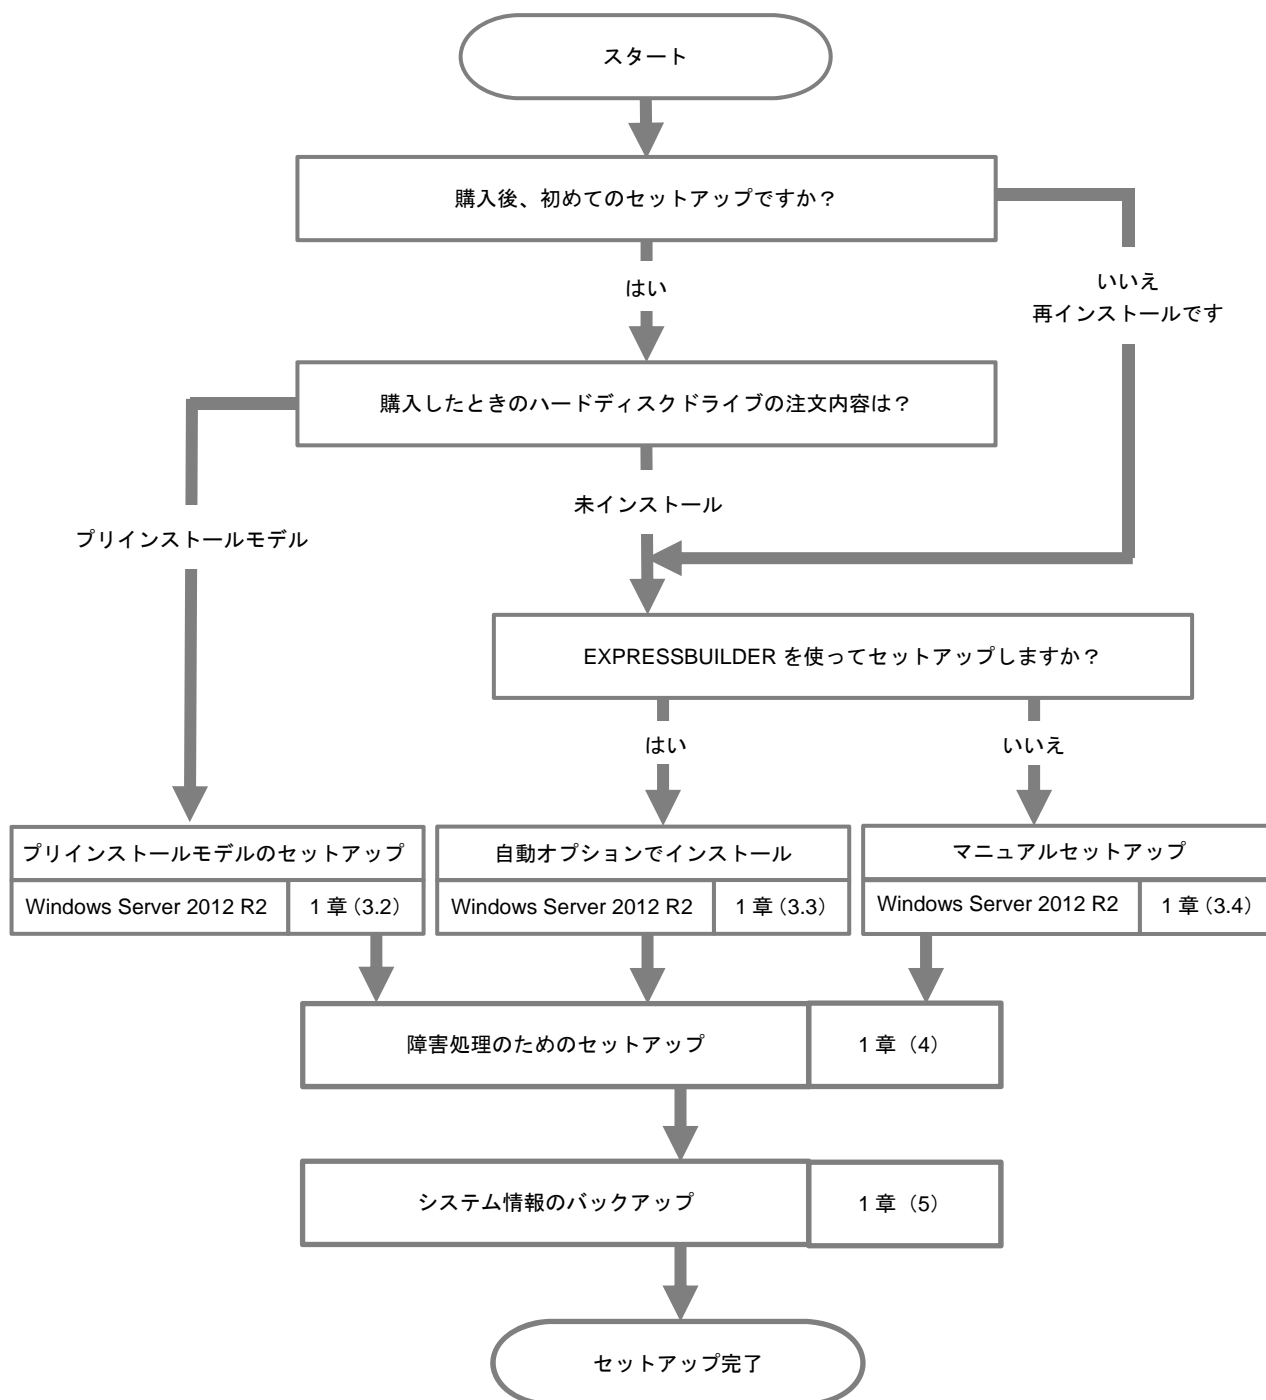 スタート
購入後、初めてのセットアップですか？
はい
いいえ
再インストールです
購入したときのハードディスクドライブの注文内容は？
未インストール
プリインストールモデル
EXPRESSBUILDER を使ってセットアップしますか？
はい
いいえ
プリインストールモデルのセットアップ
Windows Server 2012 R2
1 章（3.2）
自動オプションでインストール
Windows Server 2012 R2
1 章（3.3）
マニュアルセットアップ
Windows Server 2012 R2
1 章（3.4）
障害処理のためのセットアップ
1 章（4）
システム情報のバックアップ
1 章（5）
セットアップ完了